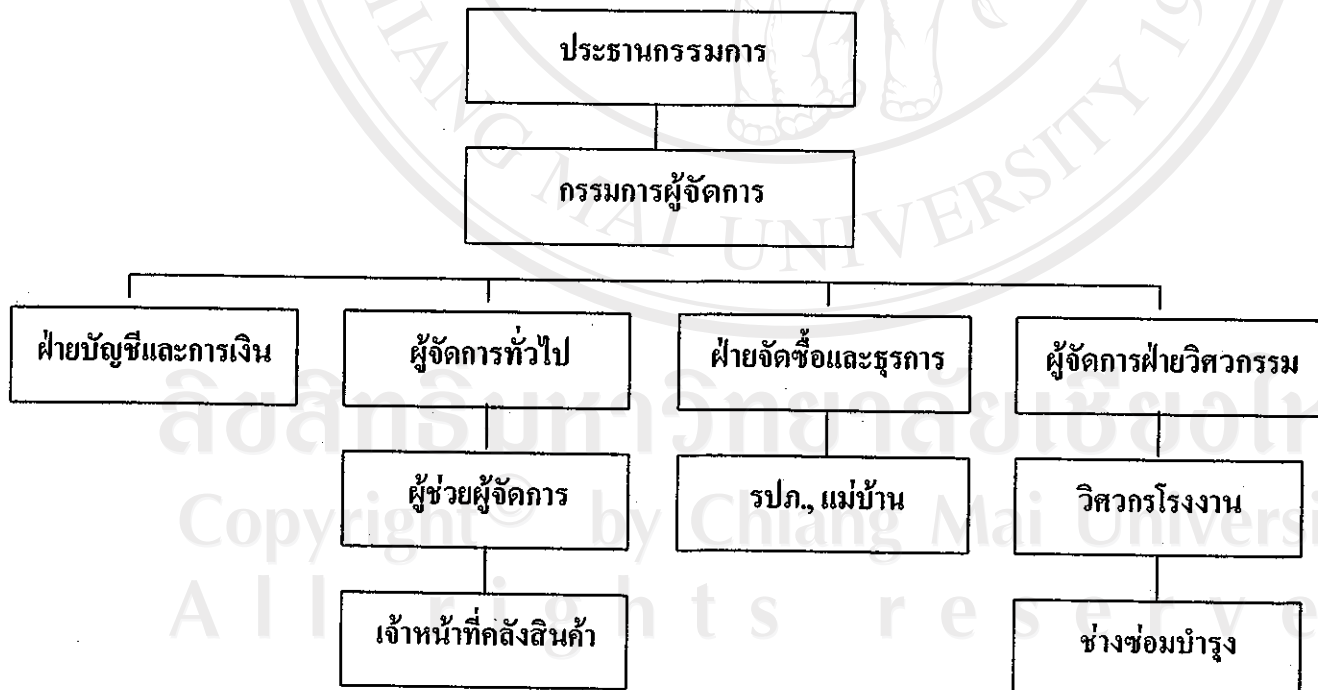 ประธานกรรมการ
กรรมการผู้จัดการ
ฝ่ายบัญชีและการเงิน
ผู้จัดการทั่วไป
ฝ่ายจัดซื้อและธุรการ
ผู้จัดการฝ่ายวิศวกรรม
ผู้ช่วยผู้จัดการ
รปภ., แม่บ้าน
วิศวกรโรงงาน
เจ้าหน้าที่คลังสินค้า
ช่างซ่อมบำรุง
CHIANG MAI UNIVERSITY 19
Copyright© by Chiang Mai Universi
All rights reserve